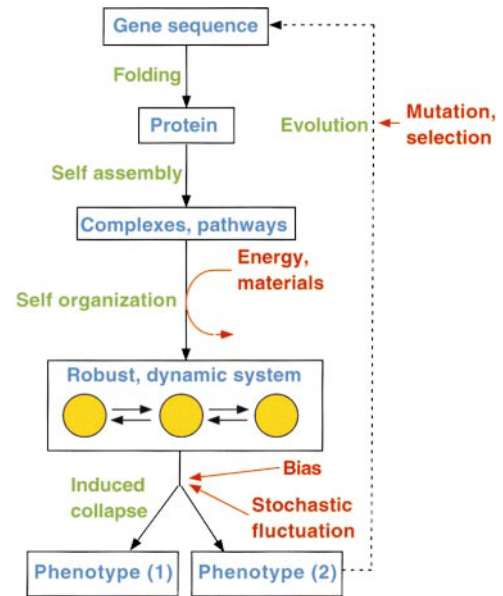 Gene sequence
Folding
Protein
Evolution
Mutation,
selection
Self assembly
Complexes, pathways
Energy,
materials
Self organization
Robust, dynamic system
Bias
Induced
collapse
Stochastic
fluctuation
Phenotype (1)
Phenotype (2)